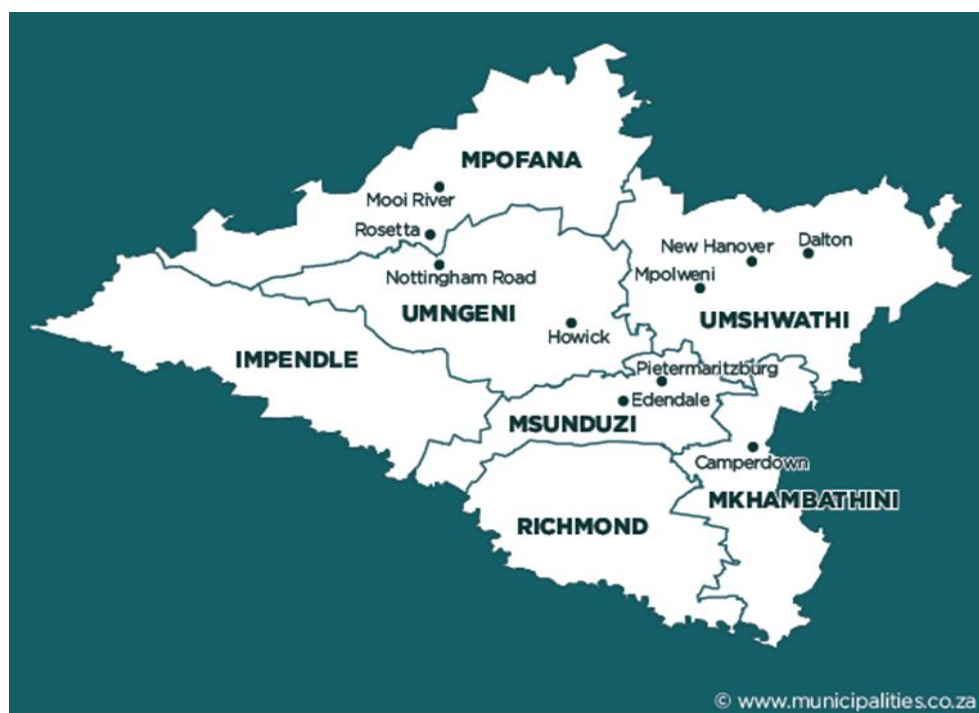 MPOFANA
Mooi River
Rosetta
New Hanover
Dalton
Nottingham Road
Mpolweni
UMNGENI
UMSHWATHI
Howick
IMPENDLE
Pietermaritzburg
Edendale
MSUNDUZI
Camperdown
MKHAMBATHINI
RICHMOND
© www.municipalities.co.za